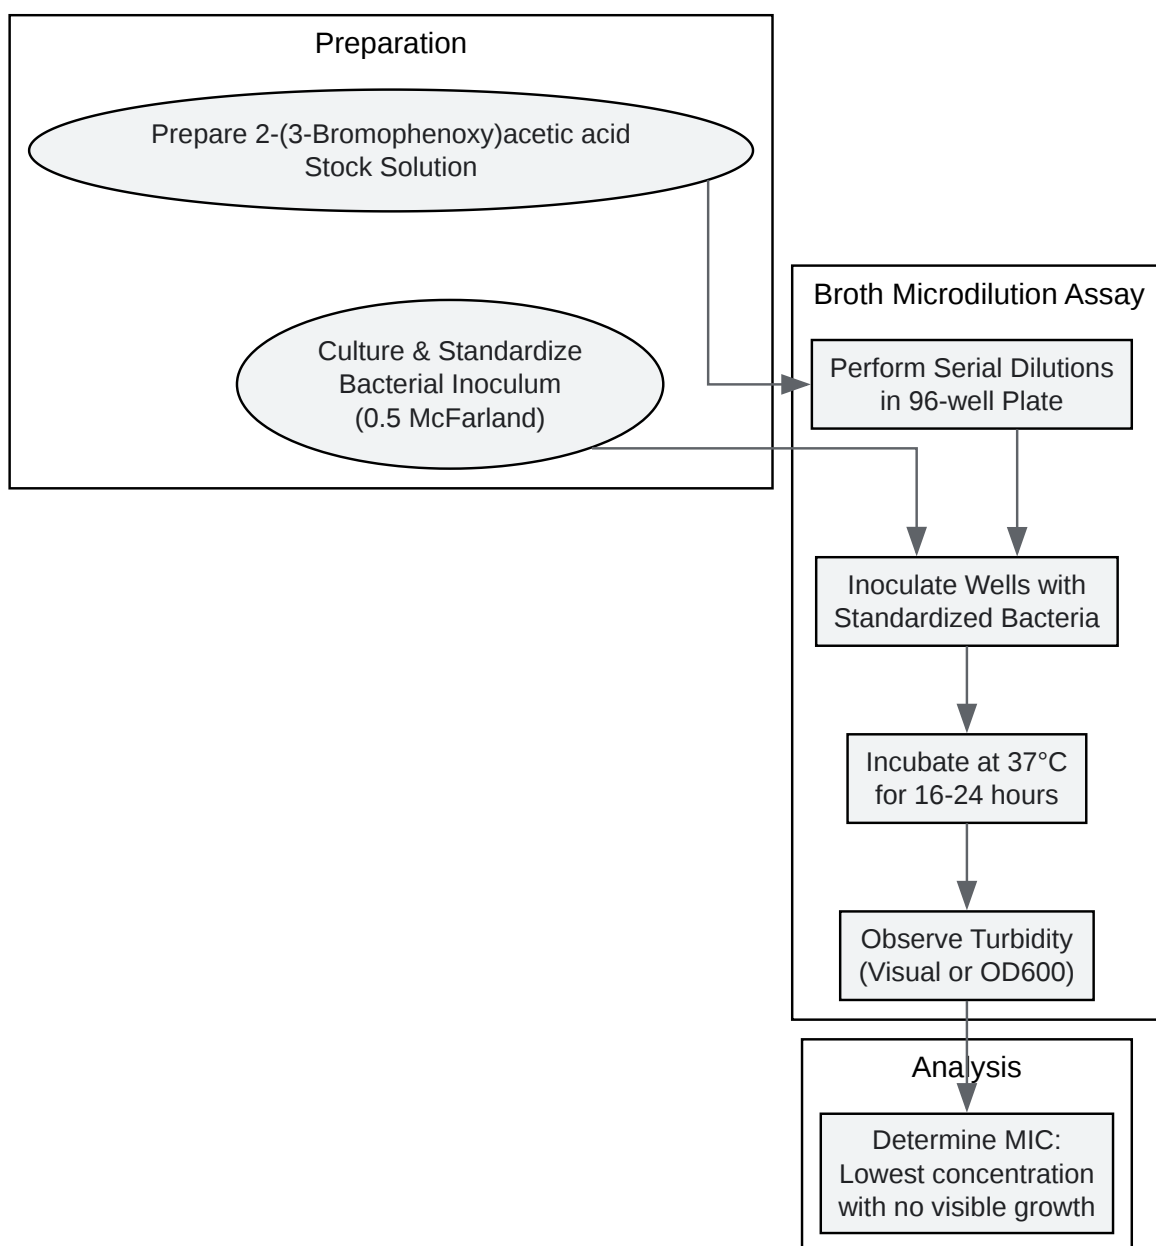 Preparation
Prepare 2-(3-Bromophenoxy)acetic acid
Stock Solution
Culture & Standardize
Bacterial Inoculum
(0.5 McFarland)
Broth Microdilution Assay
Perform Serial Dilutions
in 96-well Plate
Inoculate Wells with
Standardized Bacteria
Incubate at 37°C
for 16-24 hours
Observe Turbidity
(Visual or OD600)
Analysis
Determine MIC:
Lowest concentration
with no visible growth